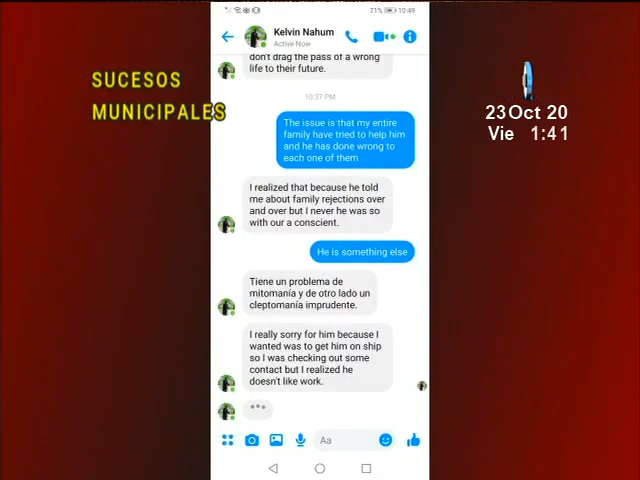 71% 10:49
Kelvin Nahum
Active Now
don't drag the pass of a wrong
life to their future.
SUCESOS
MUNICIPALES
23Oct 20
Vie 1:41
10:37 PM
The issue is that my entire
family have tried to help him
and he has done wrong to
each one of them
I realized that because he told
me about family rejections over
and over but I never he was so
with our a conscient.
He is something else
Tiene un problema de
mitomanía y de otro lado un
cleptomanía imprudente.
I really sorry for him because I
wanted was to get him on ship
so I was checking out some
contact but I realized he
doesn't like work.
Aa